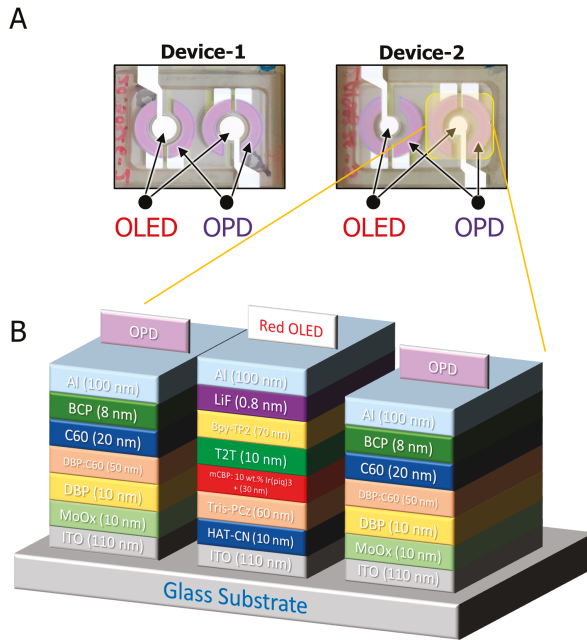 A
Device-1
Device-2
OLED
OPD
OLED
OPD
B
OPD
Al (100 nm)
BCP (8 nm)
C60 (20 nm)
DBP:C60 (50 nm)
DBP (10 nm)
MoOx (10 nm)
ITO (110 nm)
Red OLED
Al (100 nm)
LiF (0.8 nm)
Bpy-TP2 (70 nm)
T2T (10 nm)
mCBP: 10 wt.% Ir(piq)3
+ (30 nm)
Tris-PCz (60 nm)
HAT-CN (10 nm)
ITO (110 nm)
OPD
Al (100 nm)
BCP (8 nm)
C60 (20 nm)
DBP:C60 (50 nm)
DBP (10 nm)
MoOx (10 nm)
ITO (110 nm)
Glass Substrate